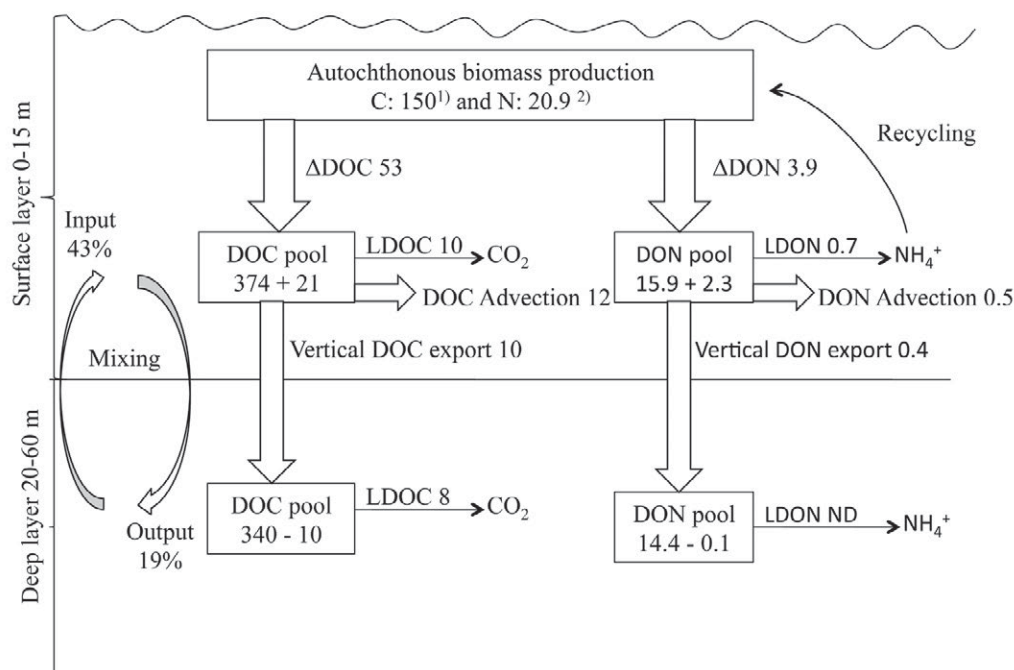 Autochthonous biomass production
C: 150¹⁾ and N: 20.9 ²⁾
Recycling
ΔDOC 53
ΔDON 3.9
Surface layer 0-15 m
Input
43%
DOC pool
374 + 21
LDOC 10
CO₂
DOC Advection 12
DON pool
15.9 + 2.3
LDON 0.7
NH₄⁺
DON Advection 0.5
Mixing
Vertical DOC export 10
Vertical DON export 0.4
Deep layer 20-60 m
Output
19%
DOC pool
340 - 10
LDOC 8
CO₂
DON pool
14.4 - 0.1
LDON ND
NH₄⁺